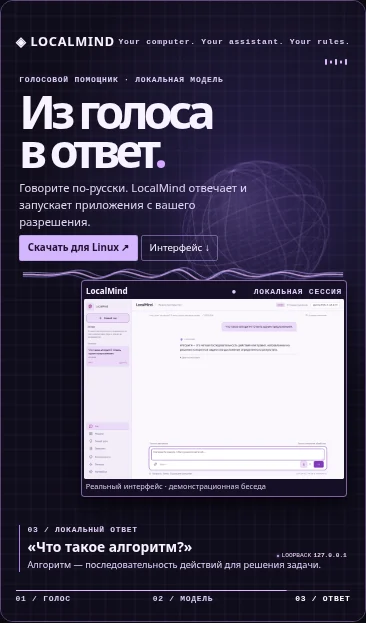 ◈ LOCALMIND
Your computer. Your assistant. Your rules.
ГОЛОСОВОЙ ПОМОЩНИК · ЛОКАЛЬНАЯ МОДЕЛЬ
Из голоса
в ответ.
Говорите по-русски. LocalMind отвечает и
запускает приложения с вашего
разрешения.
Скачать для Linux ↗
Интерфейс ↓
LocalMind
● ЛОКАЛЬНАЯ СЕССИЯ
LocalMind
Реальный интерфейс · демонстрационная беседа
03 / ЛОКАЛЬНЫЙ ОТВЕТ
«Что такое алгоритм?»
● LOOPBACK 127.0.0.1
Алгоритм — последовательность действий для решения задачи.
01 / ГОЛОС
02 / МОДЕЛЬ
03 / ОТВЕТ